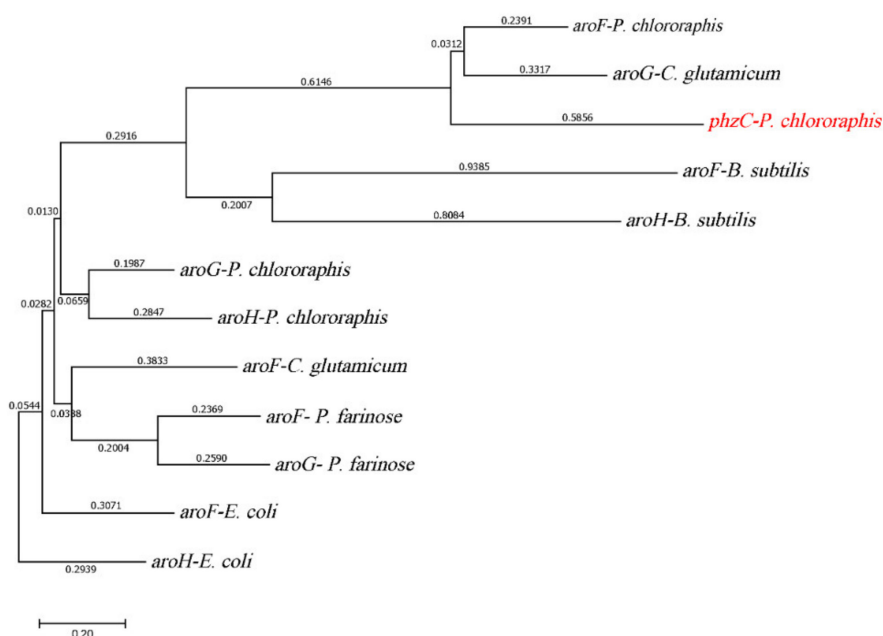 0.2391
aroF-P. chlororaphis
0.0312
0.3317
aroG-C. glutamicum
0.6146
0.5856
phzC-P. chlororaphis
0.2916
0.9385
aroF-B. subtilis
0.2007
0.8084
aroH-B. subtilis
0.0130
0.1987
aroG-P. chlororaphis
0.0659
0.0282
0.2847
aroH-P. chlororaphis
0.3833
aroF-C. glutamicum
0.0544
0.0388
0.2369
aroF- P. farinose
0.2004
0.2590
aroG- P. farinose
0.3071
aroF-E. coli
0.2939
aroH-E. coli
0.20